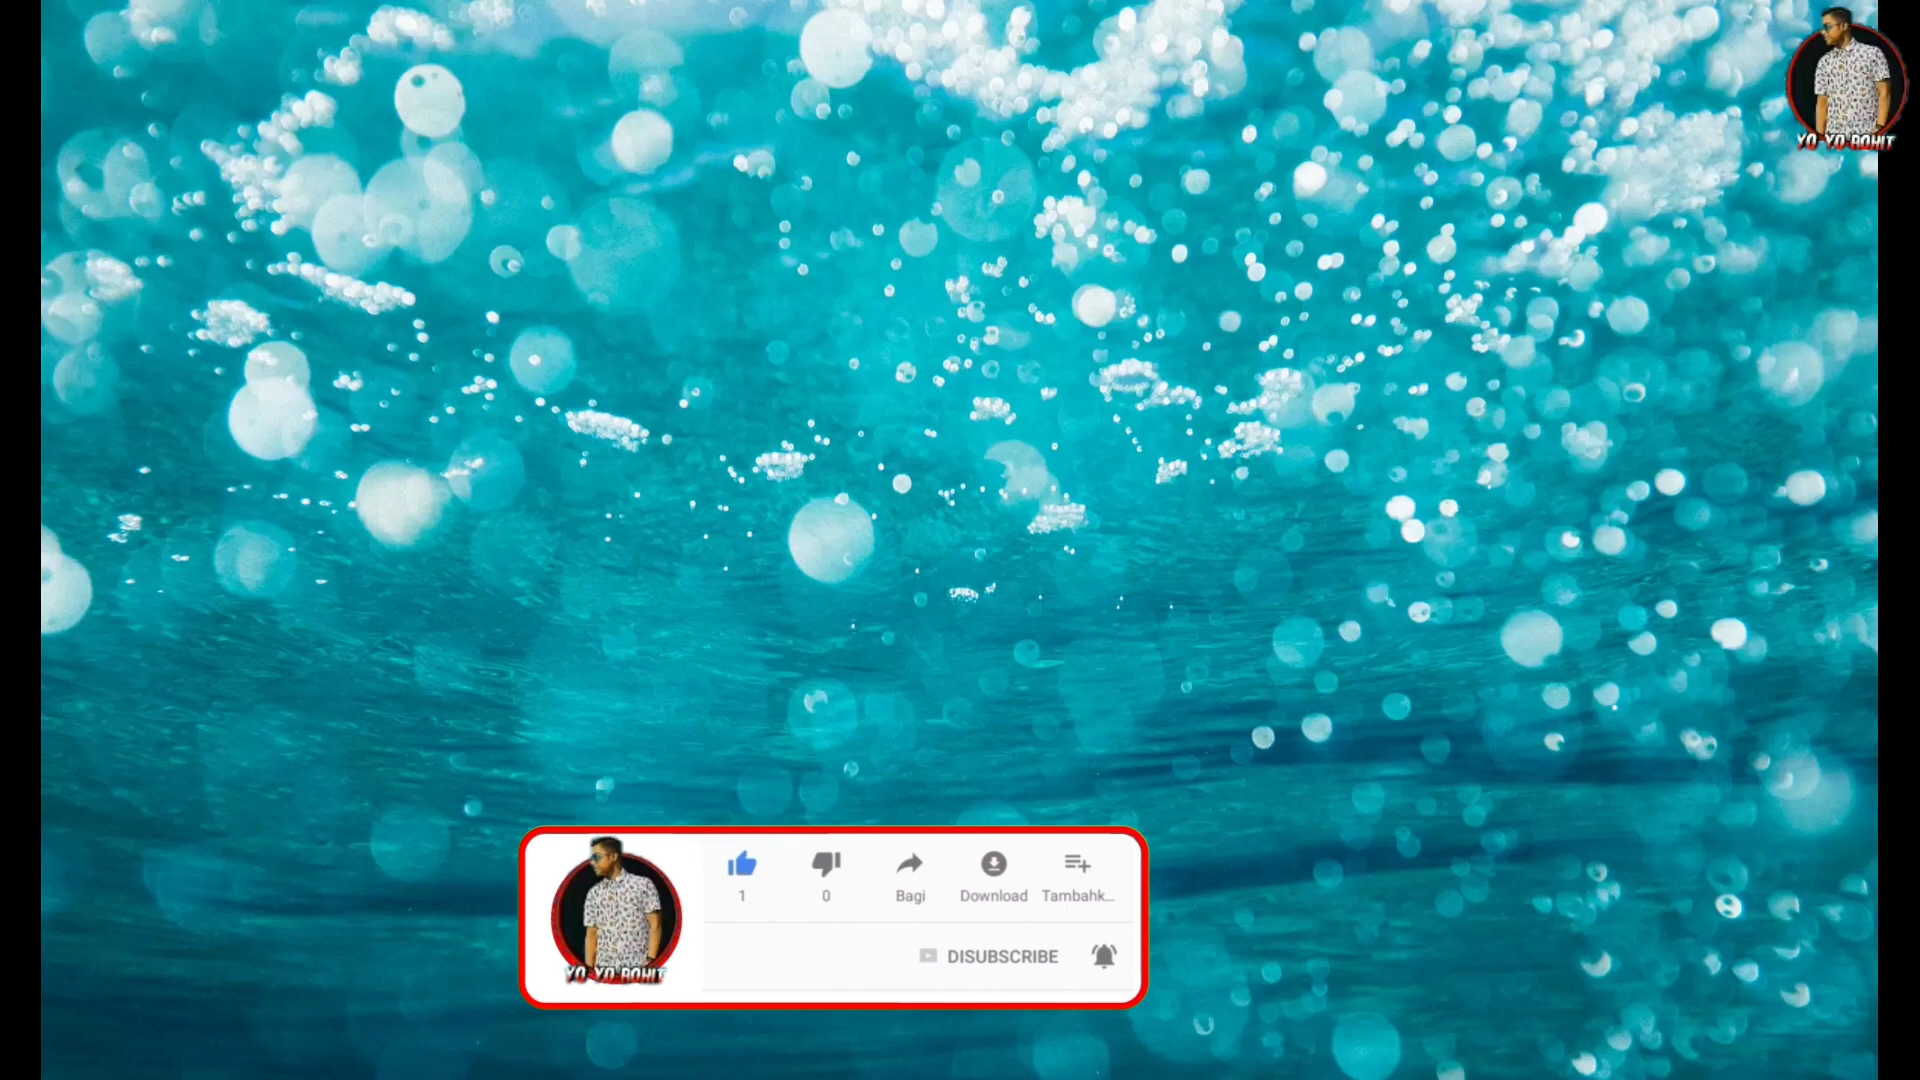 YO YO ROHIT
1
0
Bagi
Download
Tambahk...
DISUBSCRIBE
YO YO ROHIT